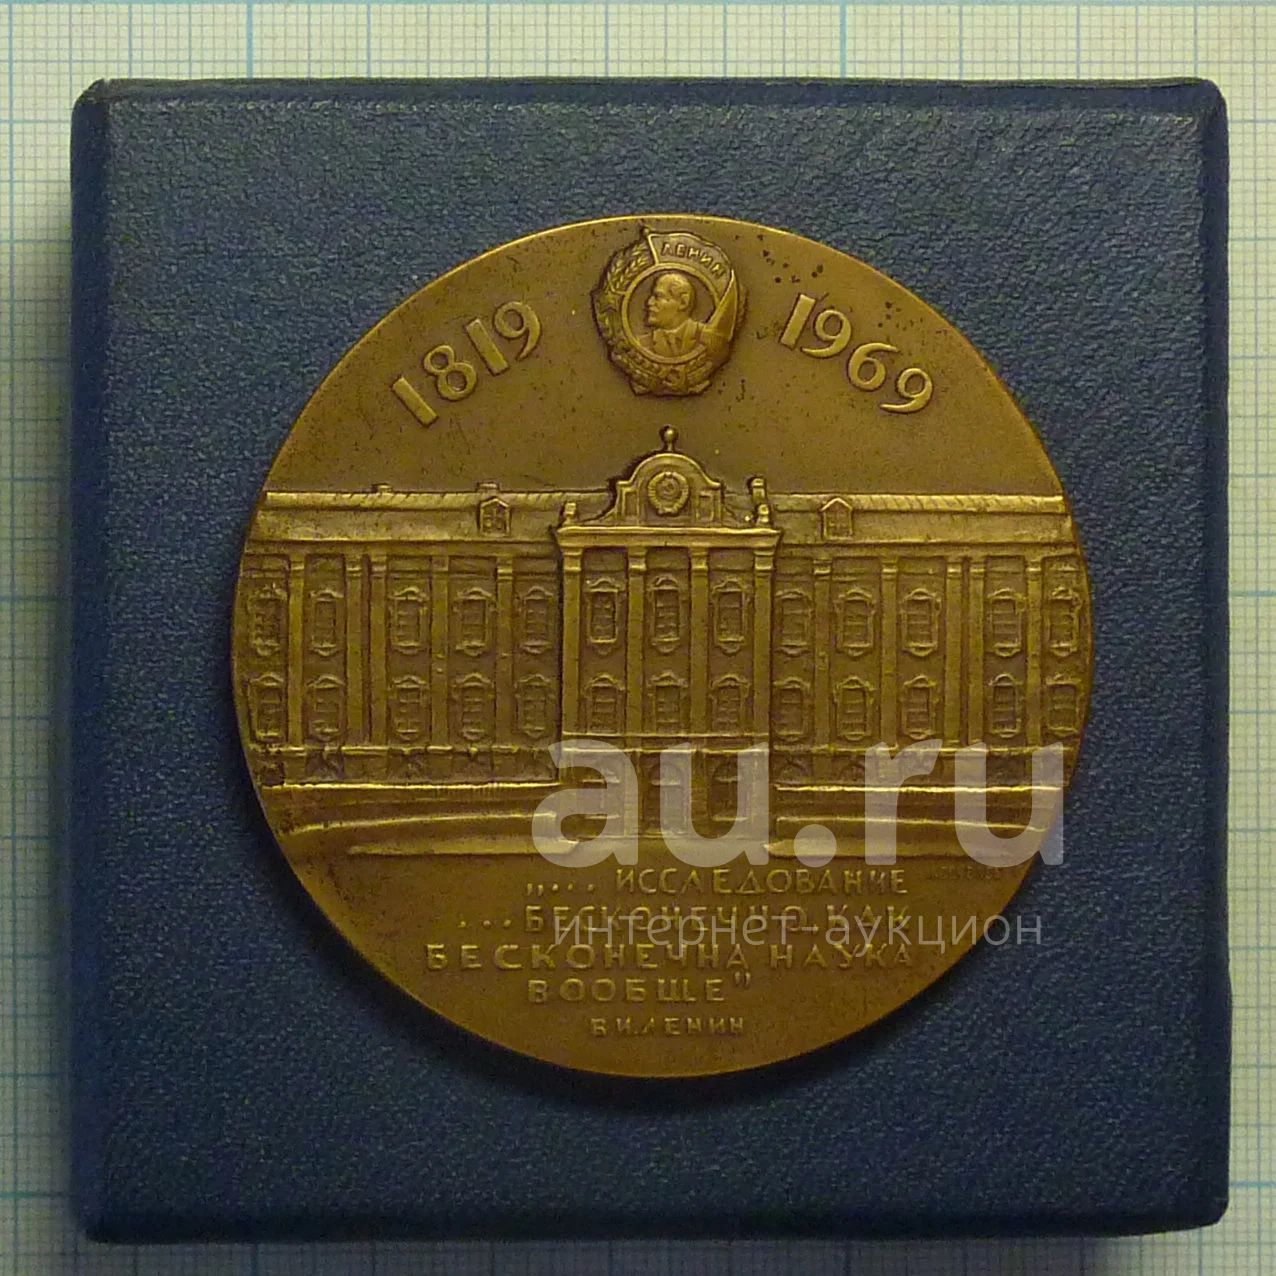 ЛЕНИН
1819 1969
„... ИССЛЕДОВАНИЕ
...БЕСКОНЕЧНО, КАК
БЕСКОНЕЧНА НАУКА
ВООБЩЕ”
В.И.ЛЕНИН
au.ru
интернет-аукцион